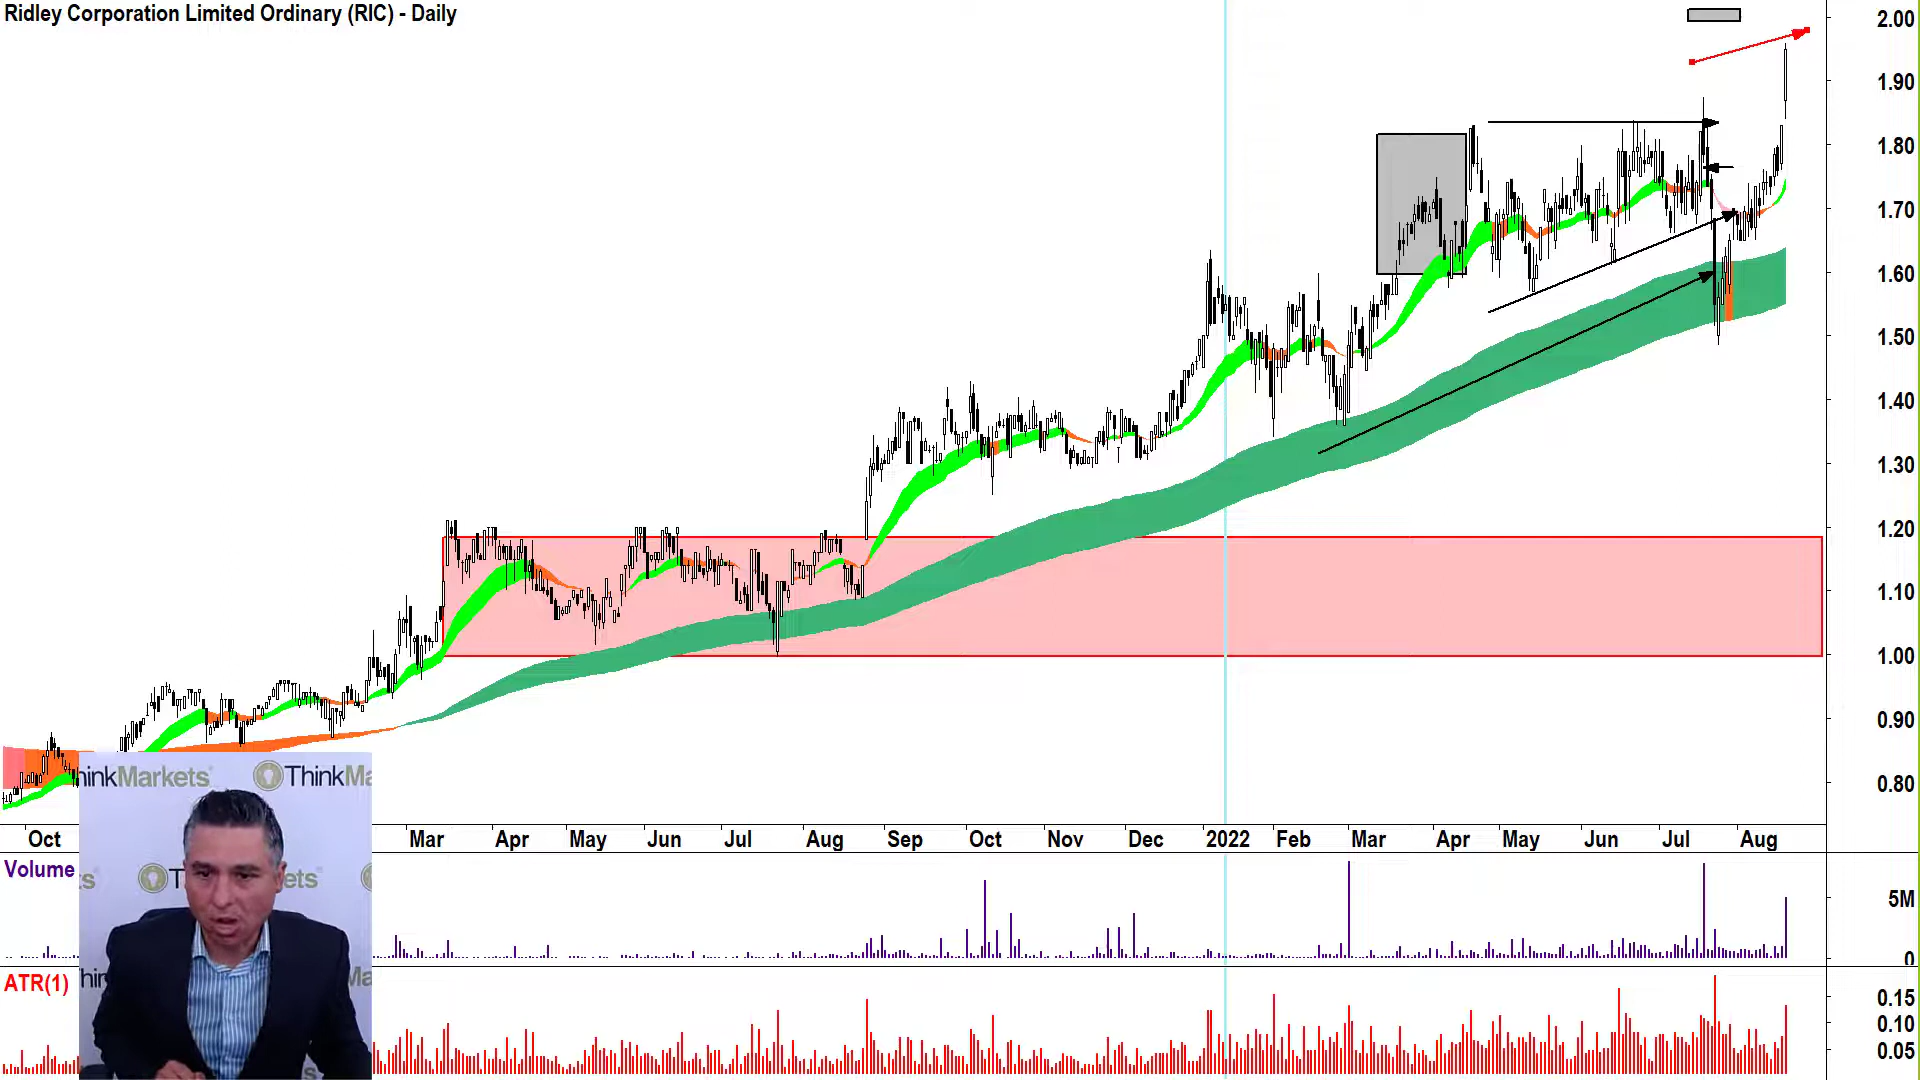 Ridley Corporation Limited Ordinary (RIC) - Daily
2.00
1.90
1.80
1.70
1.60
1.50
1.40
1.30
1.20
1.10
1.00
0.90
0.80
inkMarkets ThinkMa
Oct Mar Apr May Jun Jul Aug Sep Oct Nov Dec 2022 Feb Mar Apr May Jun Jul Aug
Volume
5M
0
ATR(1)
0.15
0.10
0.05